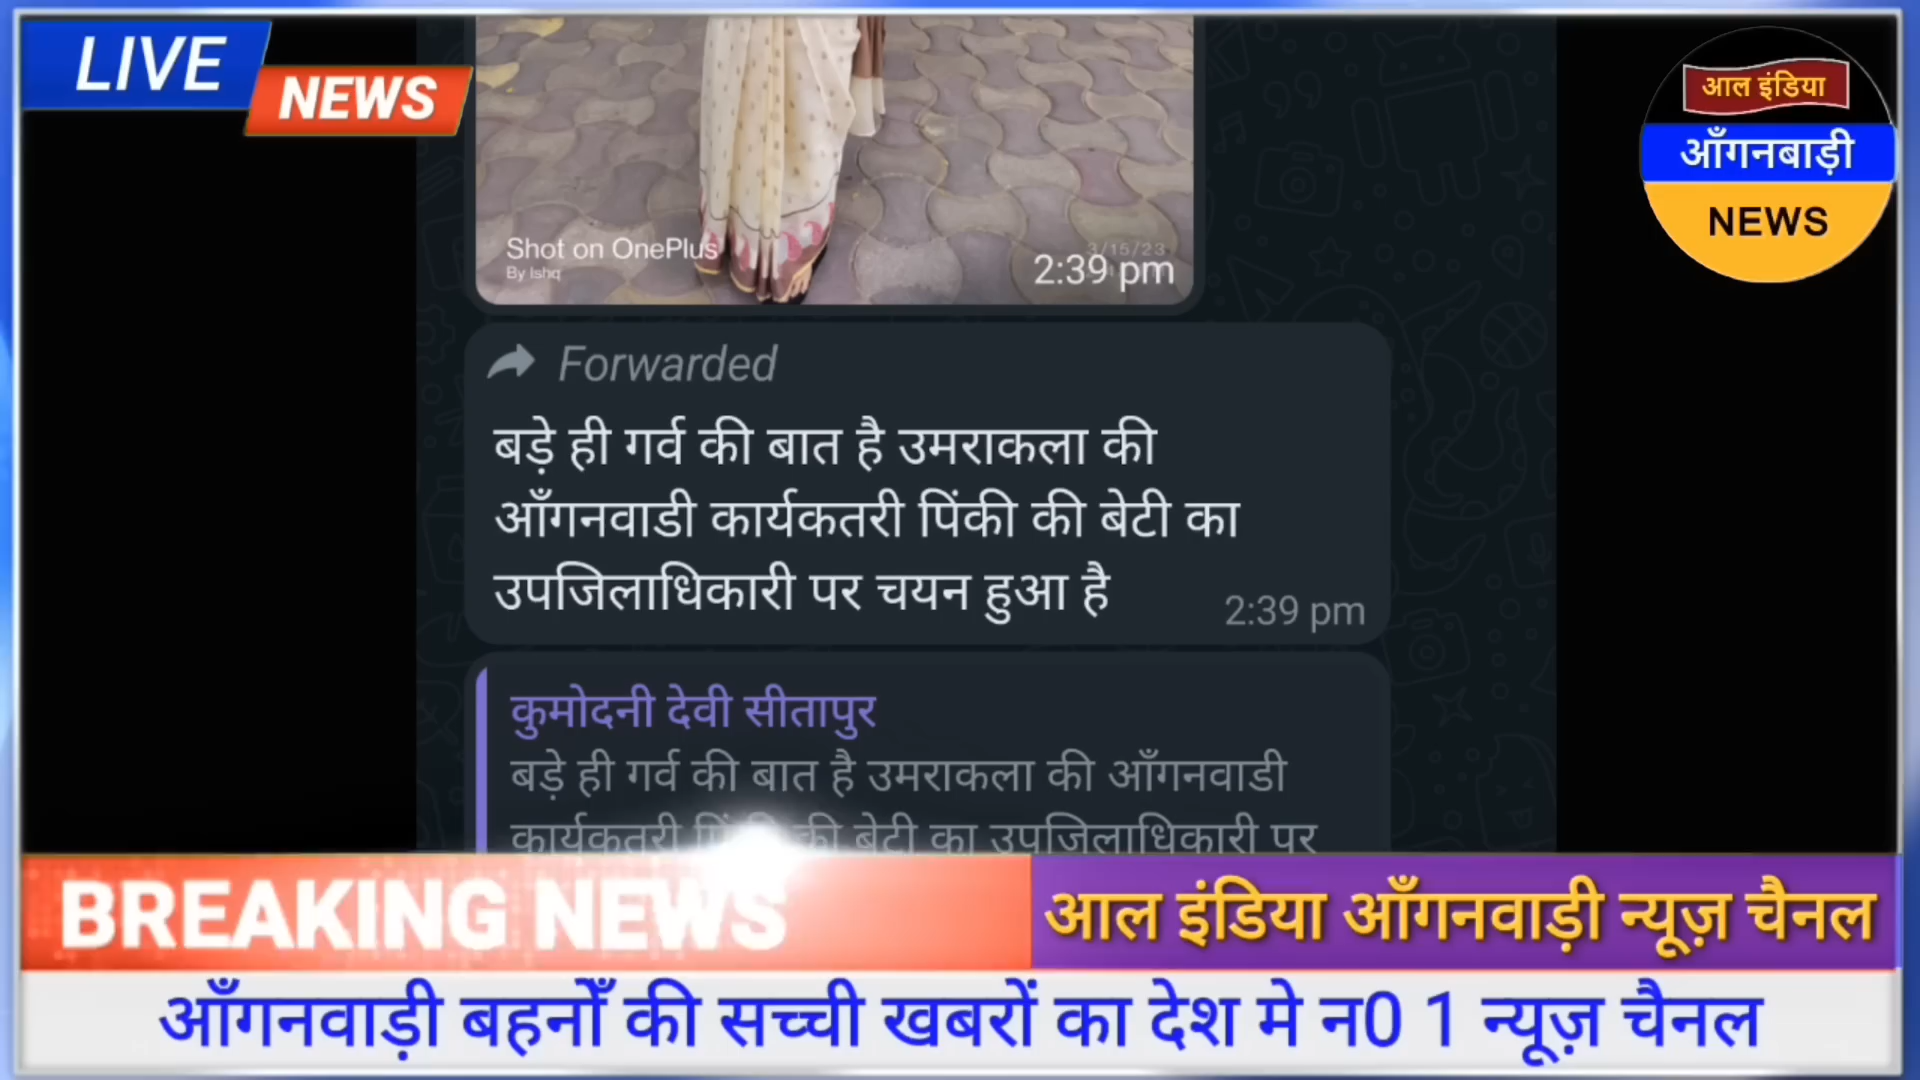 LIVE
NEWS
आल इंडिया
आँगनबाड़ी
NEWS
Shot on OnePlus
By Ishq
3/15/23
2:39 pm
Forwarded
बड़े ही गर्व की बात है उमराकला की
आँगनवाडी कार्यकतरी पिंकी की बेटी का
उपजिलाधिकारी पर चयन हुआ है
2:39 pm
कुमोदनी देवी सीतापुर
बड़े ही गर्व की बात है उमराकला की आँगनवाडी
कार्यकतरी पिंकी की बेटी का उपजिलाधिकारी पर
BREAKING NEWS
आल इंडिया आँगनवाड़ी न्यूज़ चैनल
आँगनवाड़ी बहनोँ की सच्ची खबरों का देश मे न0 1 न्यूज़ चैनल